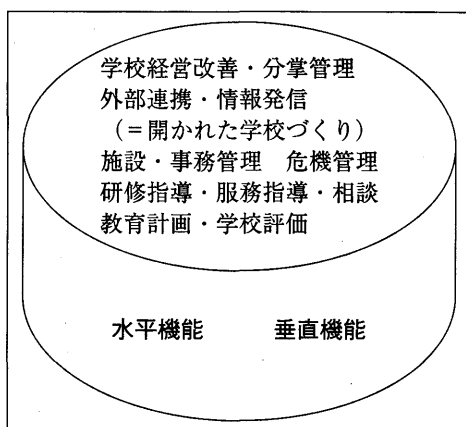 学校経営改善・分掌管理
外部連携・情報発信
（＝開かれた学校づくり）
施設・事務管理　危機管理
研修指導・服務指導・相談
教育計画・学校評価
水平機能　　垂直機能